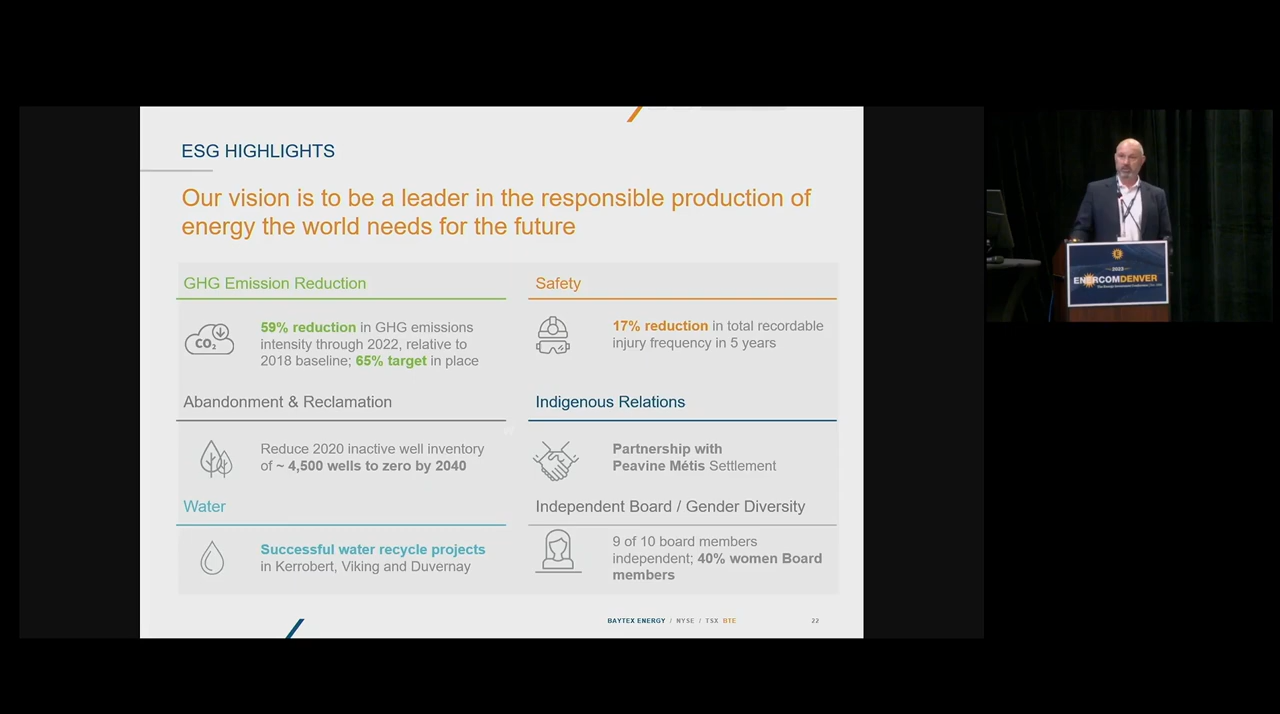 ESG HIGHLIGHTS
Our vision is to be a leader in the responsible production of
energy the world needs for the future
GHG Emission Reduction
CO₂
59% reduction in GHG emissions
intensity through 2022, relative to
2018 baseline; 65% target in place
Safety
17% reduction in total recordable
injury frequency in 5 years
Abandonment & Reclamation
Reduce 2020 inactive well inventory
of ~ 4,500 wells to zero by 2040
Indigenous Relations
Partnership with
Peavine Métis Settlement
Water
Successful water recycle projects
in Kerrobert, Viking and Duvernay
Independent Board / Gender Diversity
9 of 10 board members
independent; 40% women Board
members
BAYTEX ENERGY / NYSE / TSX BTE
22
ENERCOMDENVER